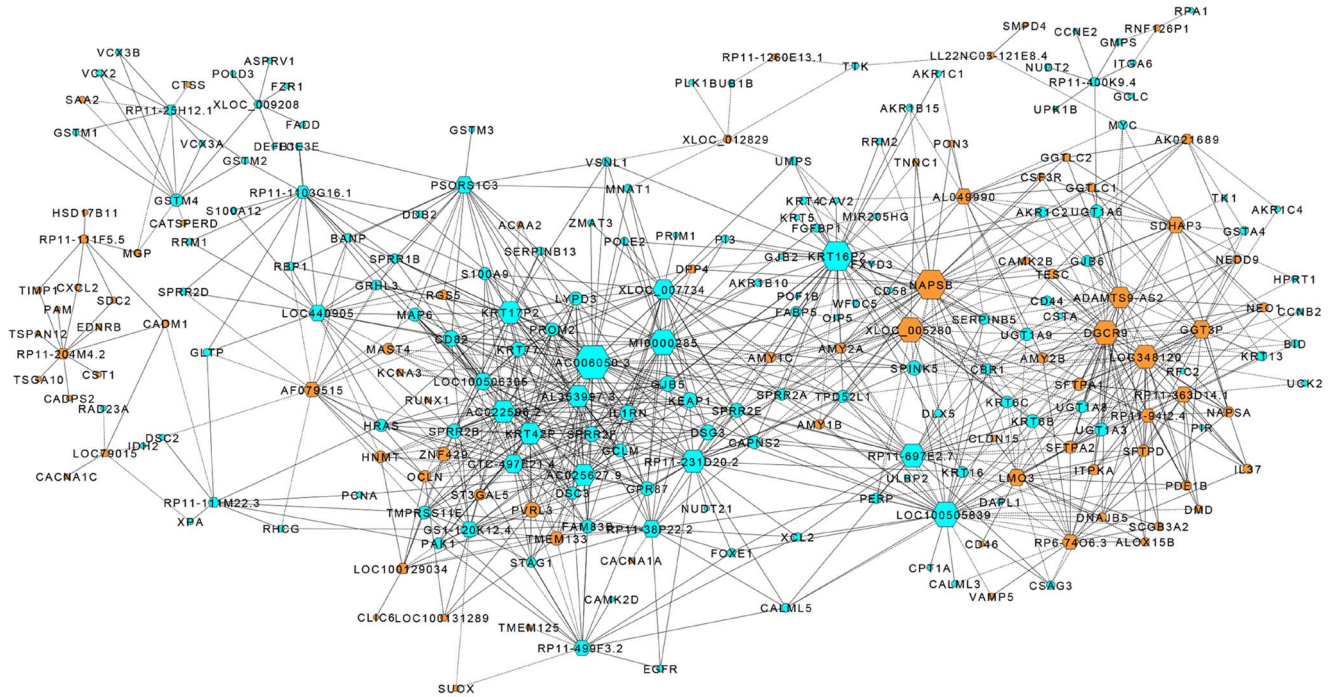 VCX3B
VCX2
CTSS
POLD3
ASPRV1
FZR1
SAA2
RP11-25H12.1
XLOC_009208
GSTM1
VCX3A
FADD
GSTM2
GSTM4
RP11-1103G16.1
CATSPERD
S100A12
HSD17B11
RP11-111F5.5
MGP
RRM1
RBP1
BANP
DDB2
TIMP1
CXCL2
PAM
SDC2
SPRR2D
GRHL3
SPRR1B
TSPAN12
EDNRB
CADM1
LOC440905
RP11-204M4.2
CST1
TSGA10
CADPS2
GLTP
AF079515
RAD23A
DSC2
IDH2
LOC79015
CACNA1C
RP11-111M22.3
XPA
RHCG
PCNA
SMPD4
CCNE2
RPA1
RNF126P1
GMPS
LL22NC03-121E8.4
RP11-1260E13.1
TTK
NUDT2
ITGA6
RP11-400K9.4
GCLC
UPK1B
PLK1
BUB1B
AKR1C1
AKR1B15
MYC
GSTM3
XLOC_012829
RRM2
PON3
AK021689
VSNL1
UMPS
TNNC1
GGTLC2
PSORS1C3
MNAT1
CSF3R
GGTLC1
KRT4
CAV2
AL049990
TK1
AKR1C4
ACAA2
ZMAT3
KRT5
MIR205HG
FGFBP1
AKR1C2
UGT1A6
SDHAP3
GSTA4
POLE2
PRIM1
PI3
SERPINB13
GJB2
KRT16P2
FXYD3
CAMK2B
GJB6
NEDD9
S100A9
DPP4
TESC
HPRT1
RGS5
LYPD3
XLOC_007734
AKR1B10
POF1B
CD58
NAPSB
CD44
ADAMTS9-AS2
NEO1
CCNB2
MAP6
KRT17P2
FABP5
WFDC5
OIP5
CSTA
SERPINB5
CD82
PROM2
MI0000285
XLOC_005280
UGT1A9
DGCR9
GGT3P
BID
MAST4
KRT77
AC006050.3
AMY1C
AMY2A
AMY2B
LOC348120
KRT13
KCNA3
LOC100506305
GJB5
SPINK5
CBR1
RFC2
UCK2
AL353997.3
KEAP1
SPRR2A
TPD52L1
SFTPA1
RP11-363D14.1
RUNX1
AC022596.2
IL1RN
SPRR2E
KRT6C
UGT1A8
RP11-94I2.4
NAPSA
HRAS
SPRR2B
KRT42P
SPRR2F
DSG3
AMY1B
DLX5
KRT6B
UGT1A3
PIR
CAPNS2
CLDN15
SFTPA2
SFTPD
HNMT
ZNF429
GCLM
RP11-231D20.2
RP11-697E2.7
IL37
CTC-497E21.4
AC025627.9
KRT16
ITPKA
OCLN
ULBP2
LMO3
PDE1B
ST3GAL5
DSC3
GPR87
PERP
DAPL1
DMD
TMPRSS11E
PVRL3
NUDT21
LOC100505839
DNAJB5
SCGB3A2
GS1-120K12.4
FAM83B
RP11-38P22.2
PAK1
TMEM133
XCL2
CD46
RP6-74O6.3
ALOX15B
STAG1
CACNA1A
FOXE1
CPT1A
LOC100129034
CALML3
CSAG3
CAMK2D
VAMP5
CLIC6
LOC100131289
CALML5
TMEM125
RP11-499F3.2
EGFR
SUOX